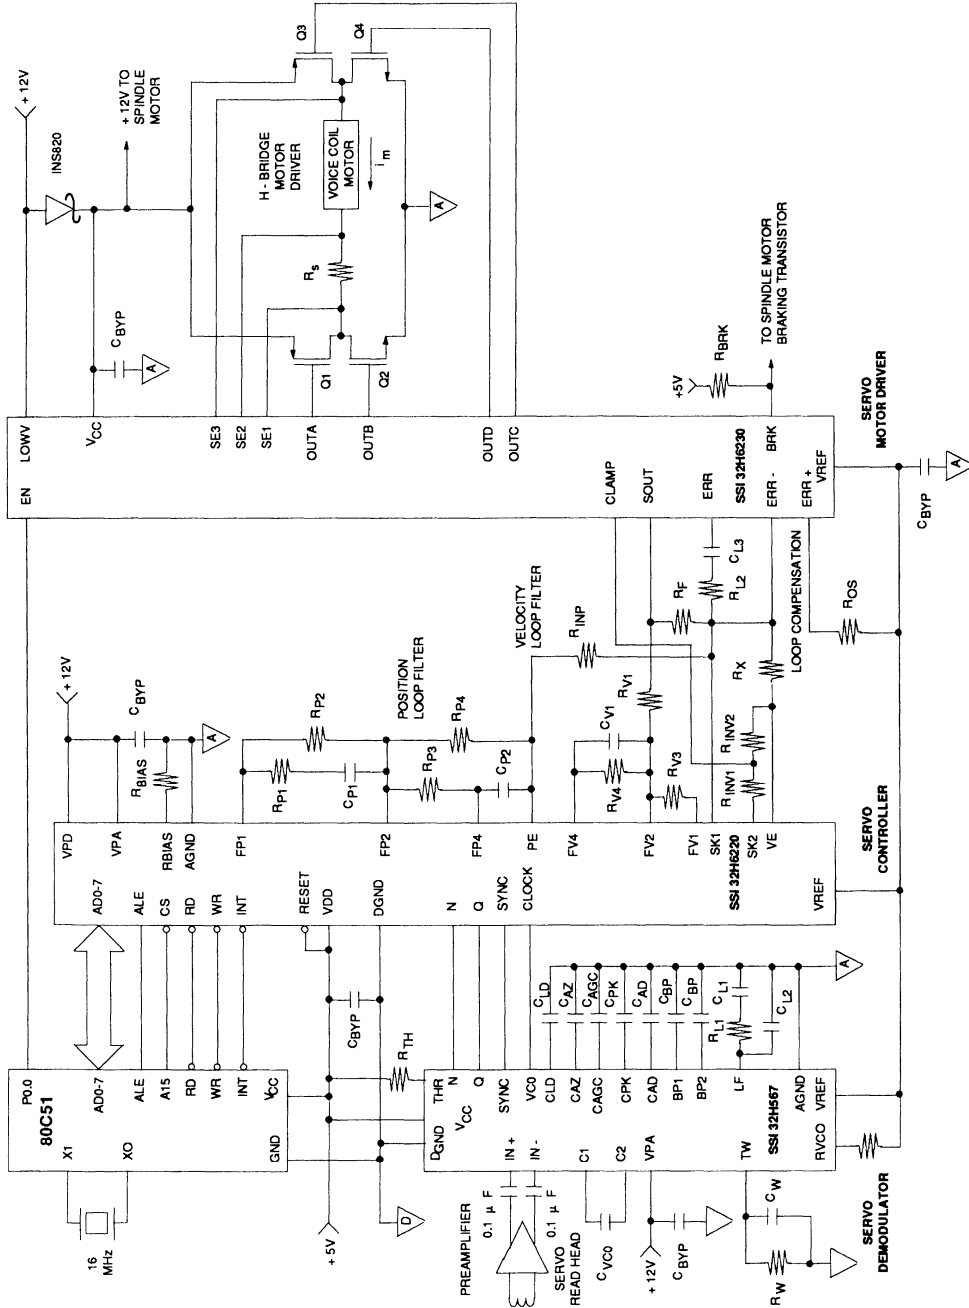 16 MHz
X1
XO
80C51
P0.0
AD0-7
ALE
A15
RD
WR
INT
VCC
GND
+5V
D
CBYP
RTH
PREAMPLIFIER
0.1 µF
0.1 µF
SERVO
READ HEAD
CVC0
+12V
CBYP
RW
CW
SERVO
DEMODULATOR
IN +
IN -
C1
C2
VPA
TW
RVCO
DGND
VCC
THR
N
Q
SYNC
VC0
CLD
CAZ
CAGC
CPK
CAD
BP1
BP2
LF
AGND
VREF
SSI 32H567
CLD
CAZ
CAGC
CPK
CAD
CBP
CBP
RL1
CL1
CL2
A
AD0-7
ALE
CS
RD
WR
INT
RESET
VDD
DGND
N
Q
SYNC
CLOCK
VPD
VPA
RBIAS
AGND
FP1
FP2
FP4
PE
FV4
FV2
FV1
SK1
SK2
VE
SSI 32H6220
VREF
SERVO
CONTROLLER
+12V
RBIAS
CBYP
A
RP1
CP1
RP2
POSITION
LOOP FILTER
RP3
CP2
RP4
VELOCITY
LOOP FILTER
RINP
RV4
CV1
RV3
RV1
RINV1
RINV2
RX
RF
RL2
CL3
LOOP COMPENSATION
ROS
EN
LOWV
VCC
SE3
SE2
SE1
OUTA
OUTB
OUTD
OUTC
CLAMP
SOUT
ERR
SSI 32H6230
ERR -
BRK
ERR +
VREF
SERVO
MOTOR DRIVER
CBYP
A
+5V
RBRK
TO SPINDLE MOTOR
BRAKING TRANSISTOR
+12V
INS820
+12V TO
SPINDLE
MOTOR
CBYP
A
H - BRIDGE
MOTOR
DRIVER
VOICE COIL
MOTOR
im
RS
Q1
Q2
Q3
Q4
A